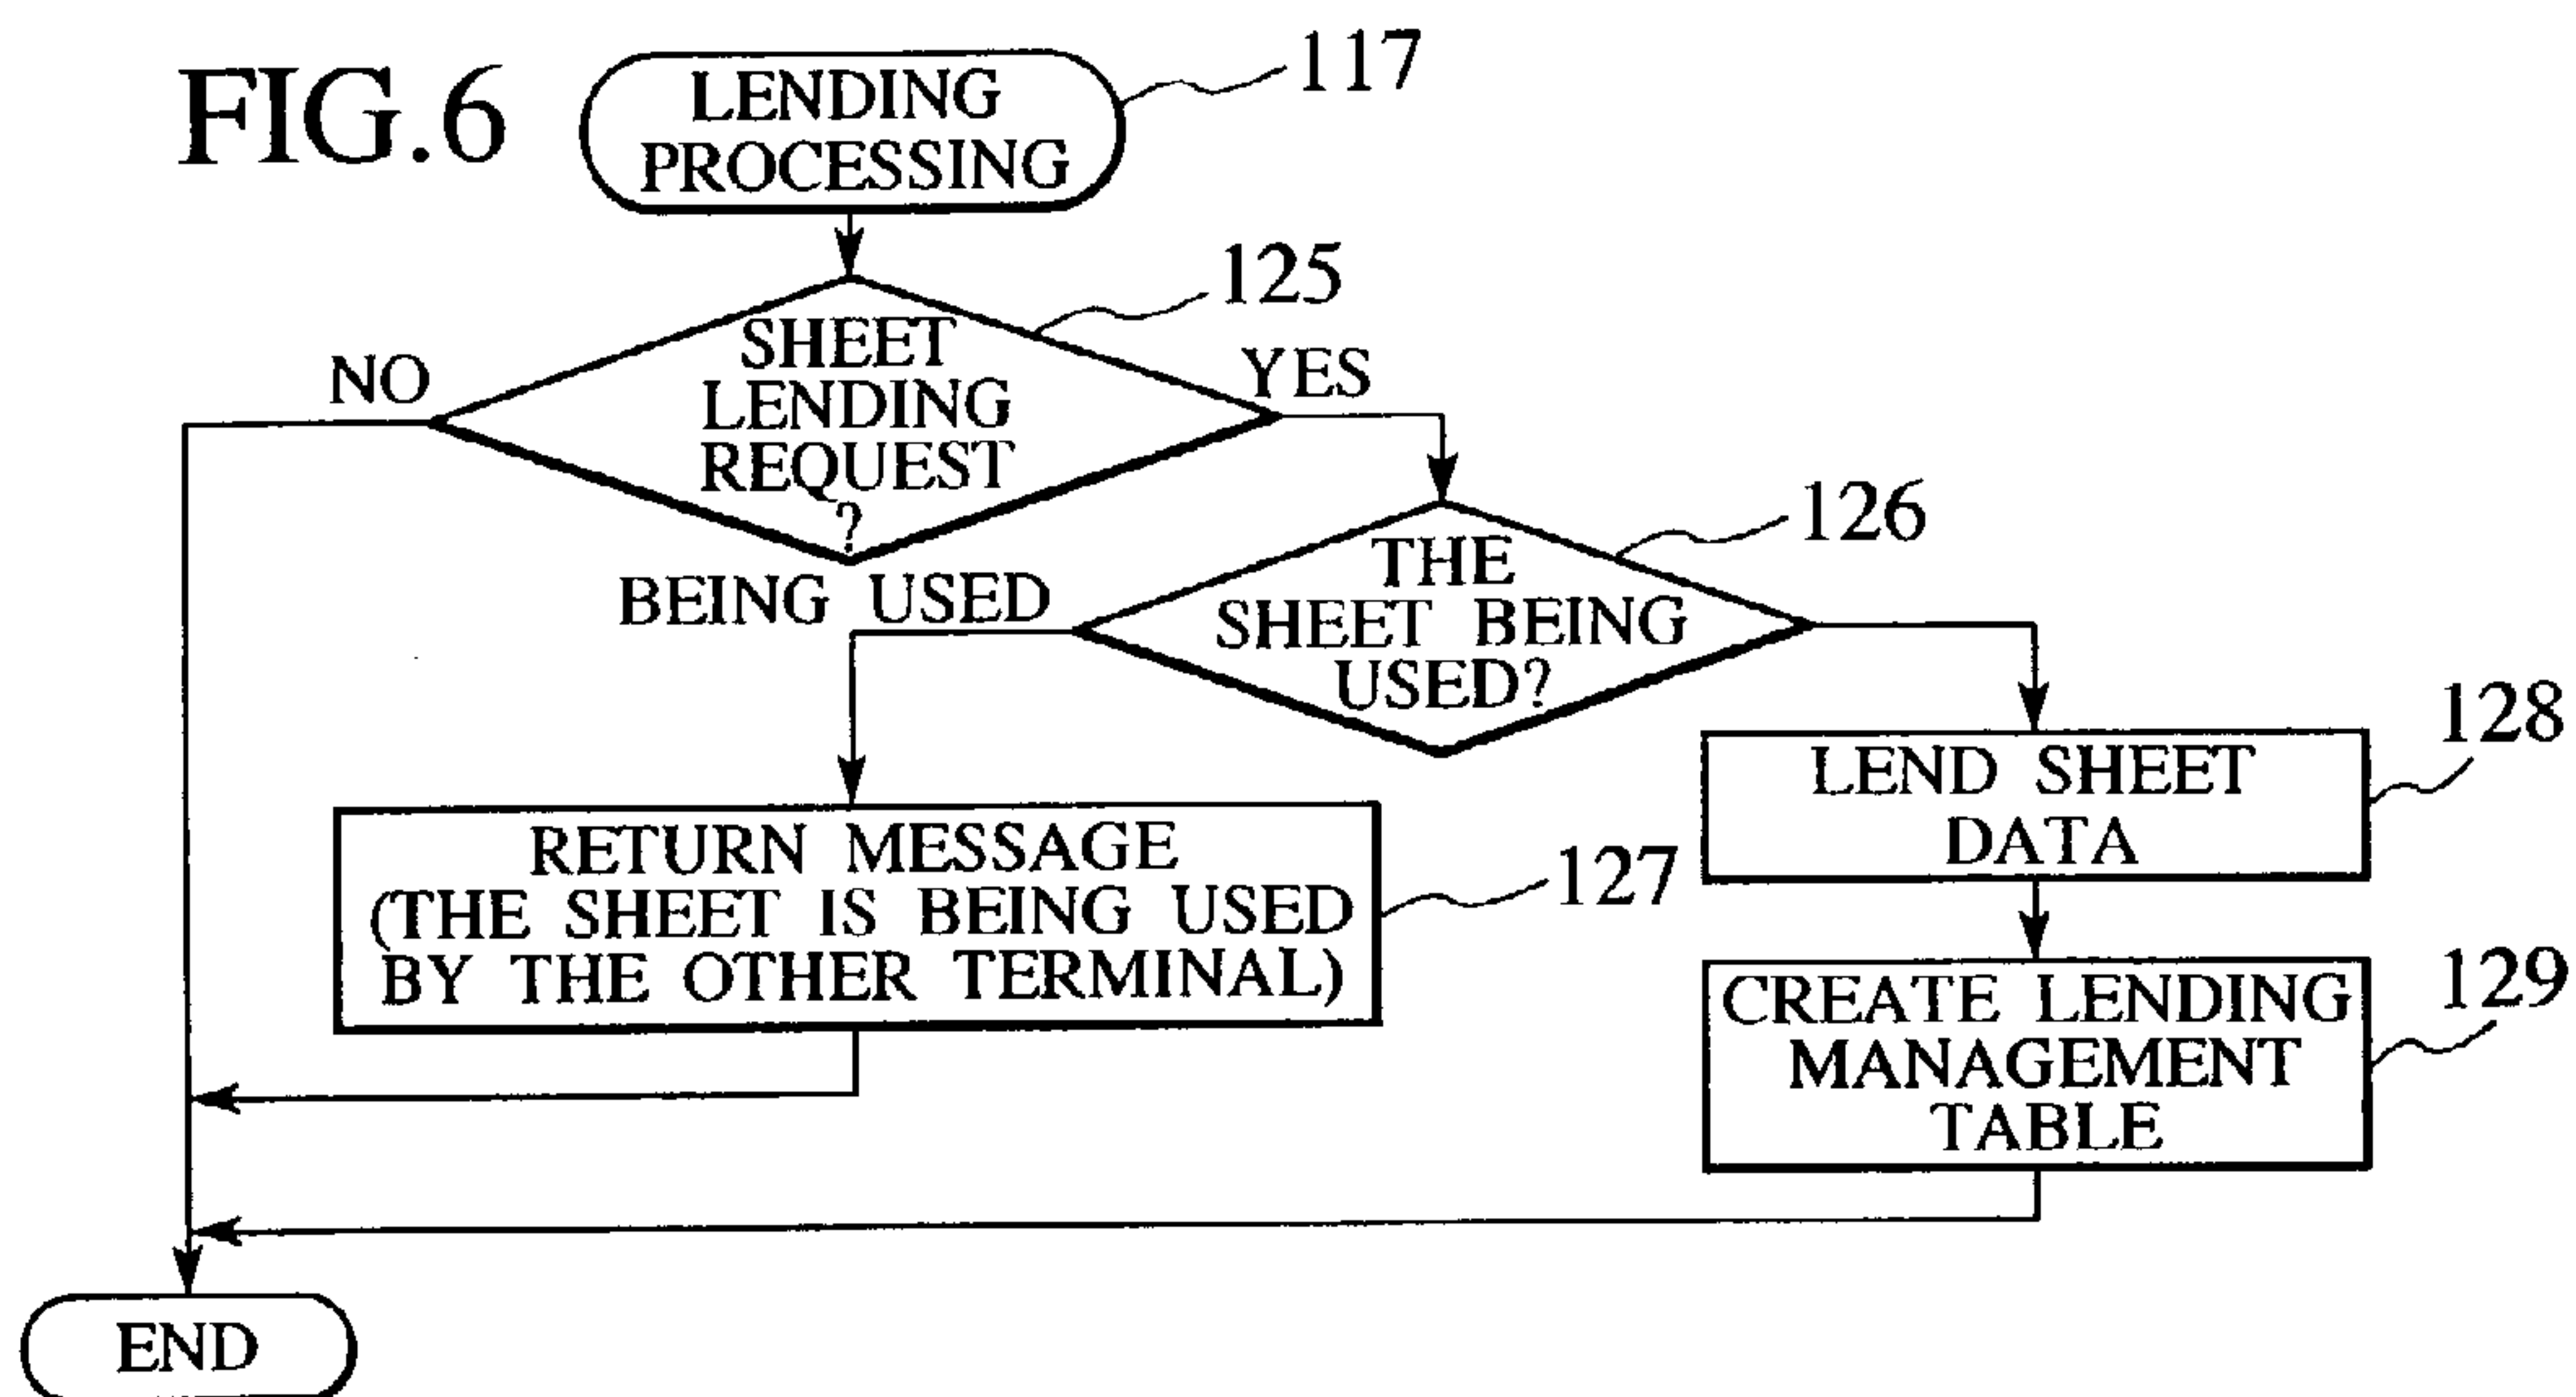 FIG.6
LENDING
PROCESSING
117
125
SHEET
LENDING
REQUEST
?
NO
YES
126
THE
SHEET BEING
USED?
BEING USED
128
LEND SHEET
DATA
RETURN MESSAGE
(THE SHEET IS BEING USED
BY THE OTHER TERMINAL)
127
129
CREATE LENDING
MANAGEMENT
TABLE
END